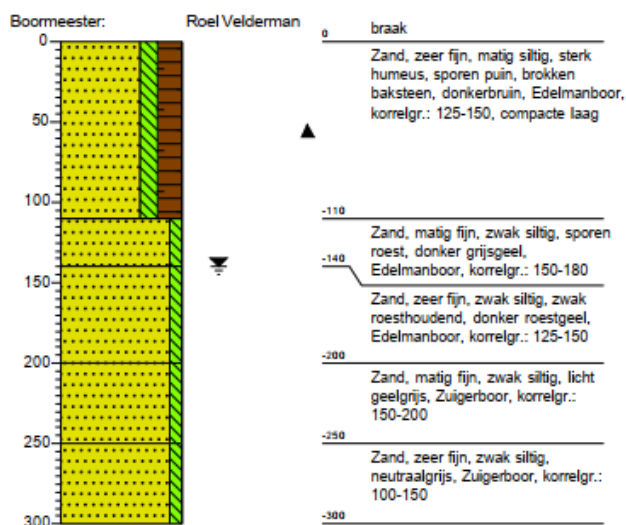 Boormeester: Roel Velderman
0
50
100
150
200
250
300
0 braak
Zand, zeer fijn, matig siltig, sterk
humeus, sporen puin, brokken
baksteen, donkerbruin, Edelmanboor,
korrelgr.: 125-150, compacte laag
-110
Zand, matig fijn, zwak siltig, sporen
roest, donker grijsgeel,
Edelmanboor, korrelgr.: 150-180
-140
Zand, zeer fijn, zwak siltig, zwak
roesthoudend, donker roestgeel,
Edelmanboor, korrelgr.: 125-150
-200
Zand, matig fijn, zwak siltig, licht
geelgrijs, Zuigerboor, korrelgr.:
150-200
-250
Zand, zeer fijn, zwak siltig,
neutraalgrijs, Zuigerboor, korrelgr.:
100-150
-300